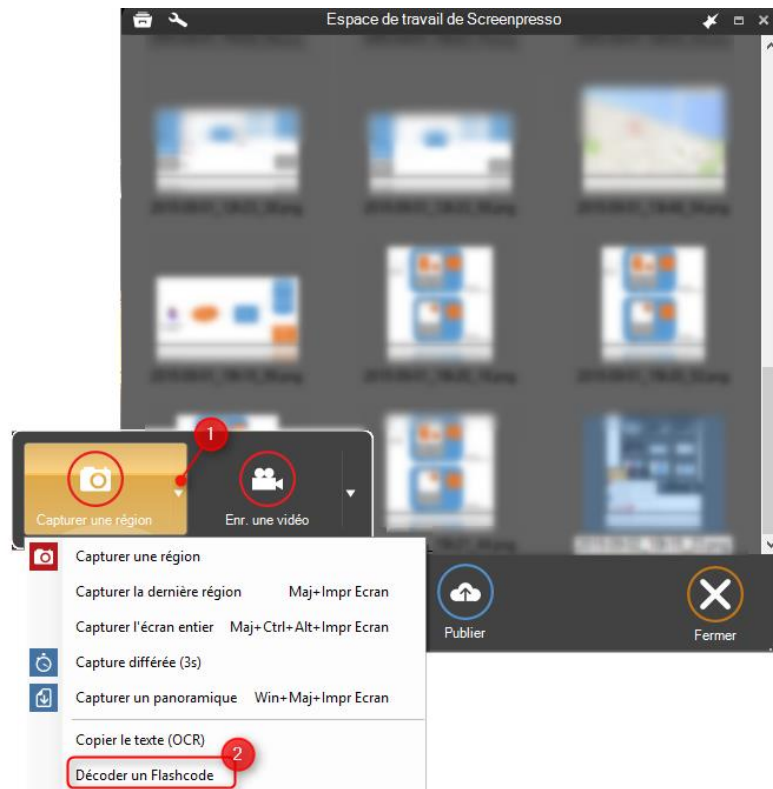 Espace de travail de Screenpresso
1
Capturer une région
Enr. une vidéo
Capturer une région
Capturer la dernière région Maj+Impr Ecran
Capturer l'écran entier Maj+Ctrl+Alt+Impr Ecran
Capture différée (3s)
Capturer un panoramique Win+Maj+Impr Ecran
Copier le texte (OCR)
2
Décoder un Flashcode
Publier
Fermer